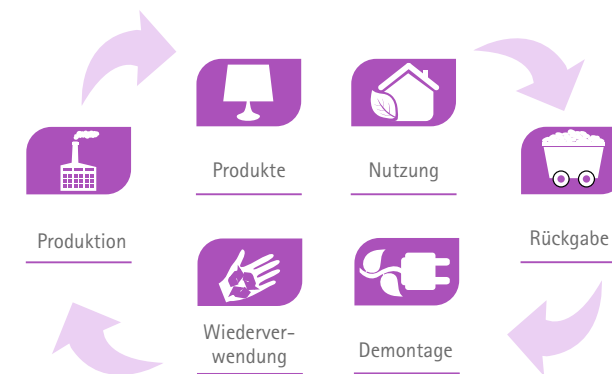 Produkte
Nutzung
Produktion
Rückgabe
Wiederver-
wendung
Demontage